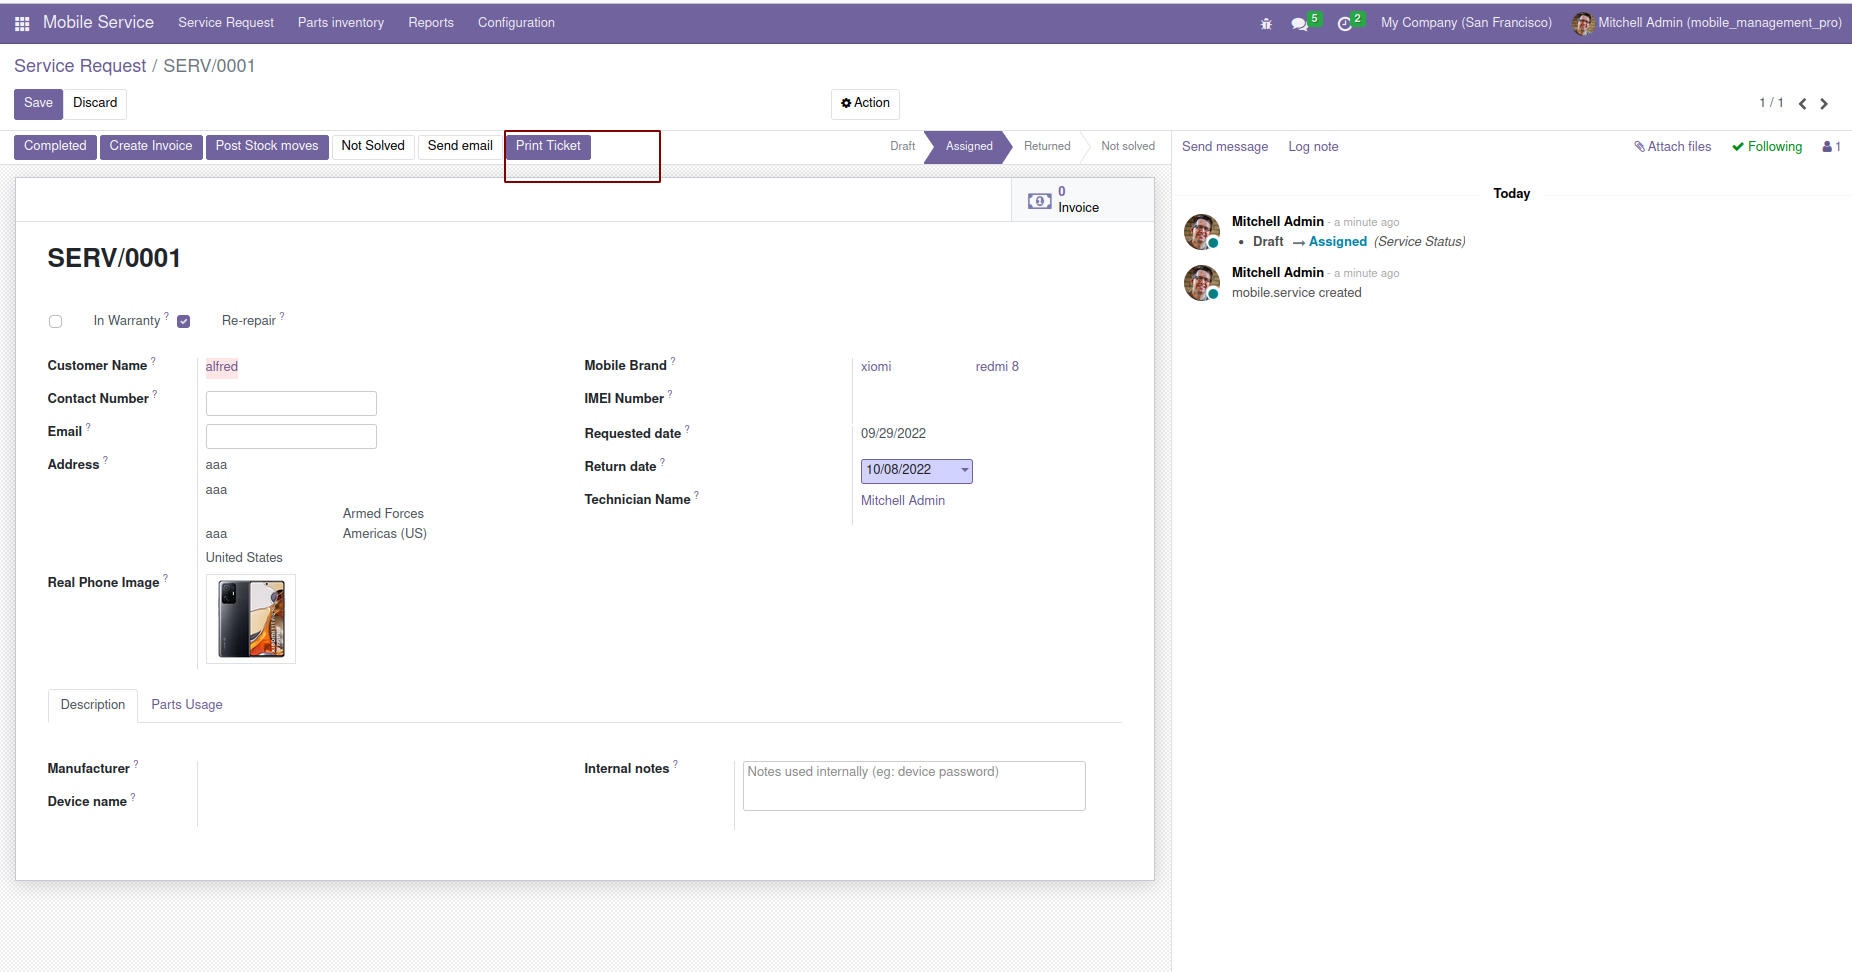 Mobile Service Service Request Parts inventory Reports Configuration 5 2 My Company (San Francisco) Mitchell Admin (mobile_management_pro)
Service Request / SERV/0001
Save Discard Action 1 / 1
Completed Create Invoice Post Stock moves Not Solved Send email Print Ticket Draft Assigned Returned Not solved Send message Log note Attach files Following 1
0
Invoice
SERV/0001
In Warranty ? Re-repair ?
Customer Name ? alfred Mobile Brand ? xiomi redmi 8
Contact Number ? IMEI Number ?
Email ? Requested date ? 09/29/2022
Address ? aaa Return date ? 10/08/2022
aaa Technician Name ? Mitchell Admin
Armed Forces
aaa Americas (US)
United States
Real Phone Image ?
Description Parts Usage
Manufacturer ? Internal notes ? Notes used internally (eg: device password)
Device name ?
Today
Mitchell Admin - a minute ago
• Draft → Assigned (Service Status)
Mitchell Admin - a minute ago
mobile.service created